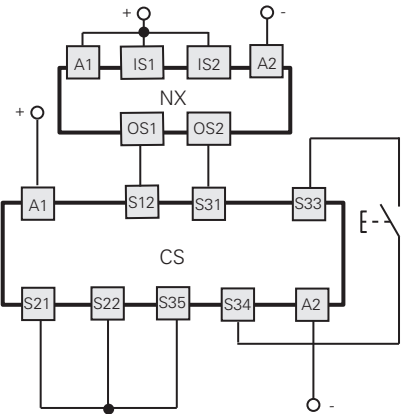 + -
A1 IS1 IS2 A2
NX
+ OS1 OS2
A1 S12 S31 S33
CS
S21 S22 S35 S34 A2
-